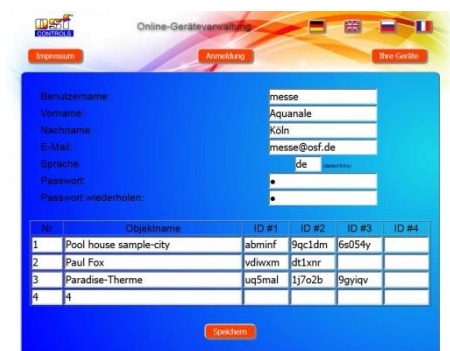 osf
CONTROLS
Online-Geräteverwaltung
Impressum
Anmeldung
Ihre Geräte
Benutzername: messe
Vorname: Aquanale
Nachname: Köln
E-Mail: messe@osf.de
Sprache de
Passwort: •
Passwort wiederholen: •
Nr Objektname ID #1 ID #2 ID #3 ID #4
1 Pool house sample-city abminf 9qc1dm 6s054y
2 Paul Fox vdiwxm dt1xnr
3 Paradise-Therme uq5mal 1j7o2b 9gyiqv
4 4
Speichern